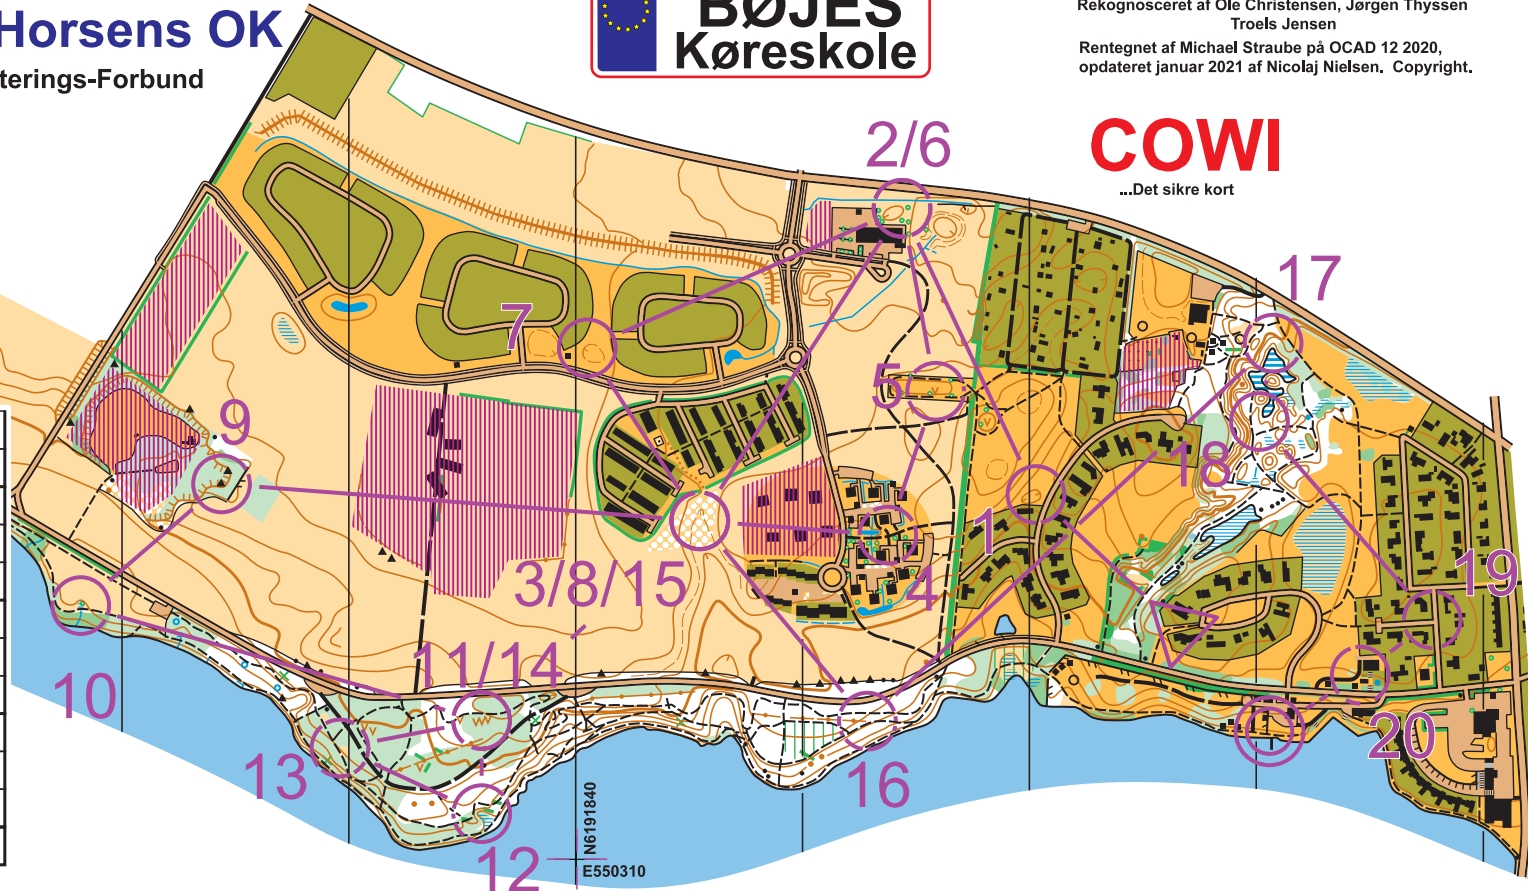 Horsens OK
terings-Forbund
BØJES
Køreskole
Rekognosceret af Ole Christensen, Jørgen Thyssen
Troels Jensen
Rentegnet af Michael Straube på OCAD 12 2020,
opdateret januar 2021 af Nicolaj Nielsen. Copyright.
COWI
...Det sikre kort
2/6
17
7
5
9
18
1
3/8/15
4
19
11/14
10
13
16
20
12
N6191840
E550310